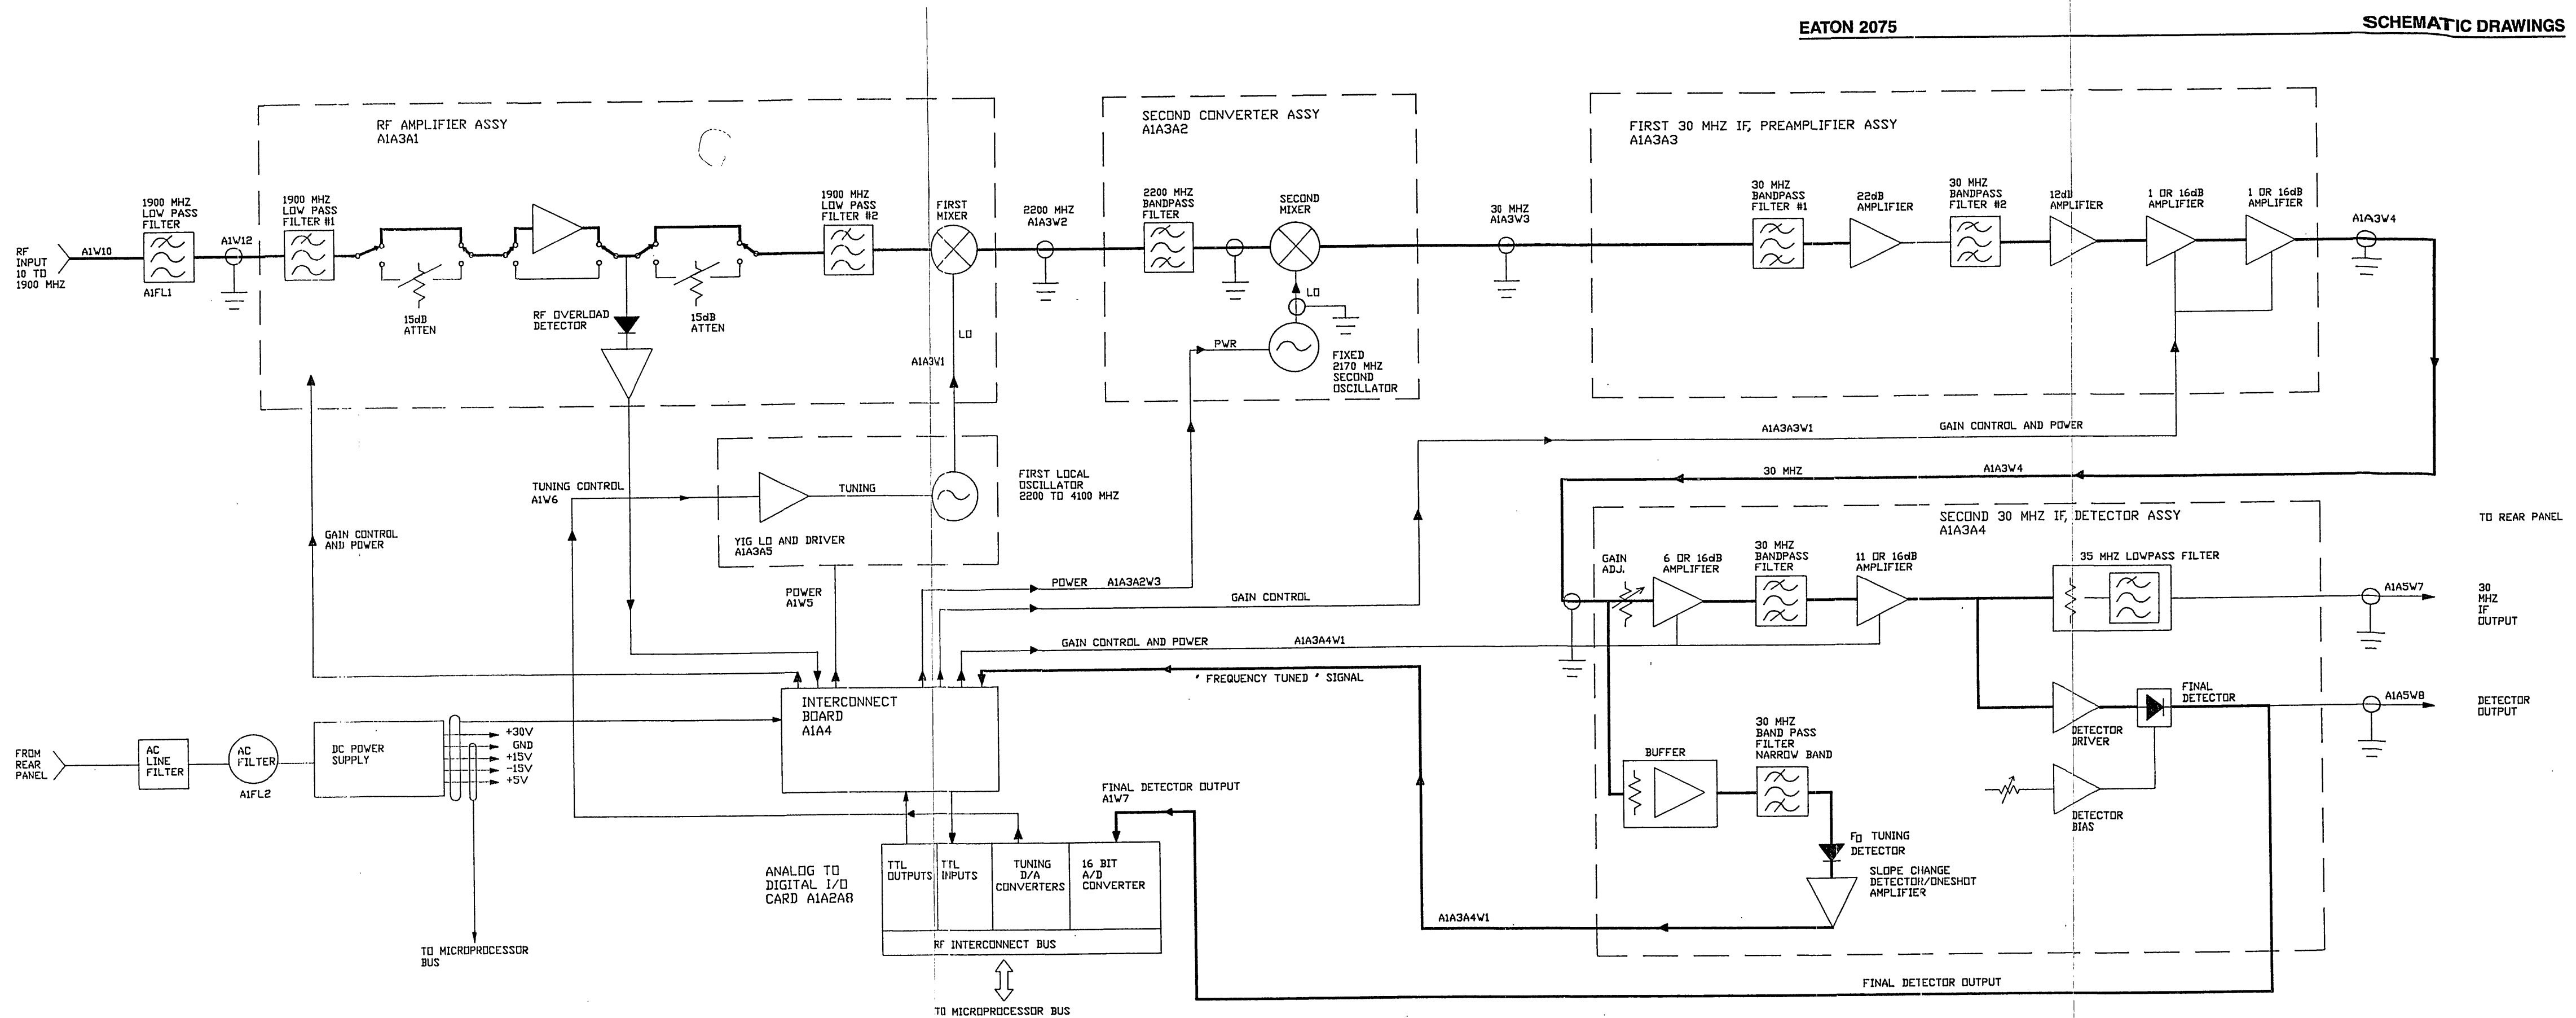 EATON 2075
SCHEMATIC DRAWINGS
RF AMPLIFIER ASSY
A1A3A1
SECOND CONVERTER ASSY
A1A3A2
FIRST 30 MHZ IF, PREAMPLIFIER ASSY
A1A3A3
RF
INPUT
10 TO
1900 MHZ
A1W10
1900 MHZ
LOW PASS
FILTER
A1FL1
A1W12
1900 MHZ
LOW PASS
FILTER #1
15dB
ATTEN
RF OVERLOAD
DETECTOR
15dB
ATTEN
1900 MHZ
LOW PASS
FILTER #2
FIRST
MIXER
LO
A1A3W1
2200 MHZ
A1A3W2
2200 MHZ
BANDPASS
FILTER
SECOND
MIXER
LO
PWR
FIXED
2170 MHZ
SECOND
OSCILLATOR
30 MHZ
A1A3W3
30 MHZ
BANDPASS
FILTER #1
22dB
AMPLIFIER
30 MHZ
BANDPASS
FILTER #2
12dB
AMPLIFIER
1 OR 16dB
AMPLIFIER
1 OR 16dB
AMPLIFIER
A1A3W4
A1A3A3W1
GAIN CONTROL AND POWER
30 MHZ
A1A3W4
TUNING CONTROL
A1W6
TUNING
FIRST LOCAL
OSCILLATOR
2200 TO 4100 MHZ
YIG LO AND DRIVER
A1A3A5
GAIN CONTROL
AND POWER
POWER
A1W5
POWER
A1A3A2W3
GAIN CONTROL
GAIN CONTROL AND POWER
A1A3A4W1
' FREQUENCY TUNED ' SIGNAL
SECOND 30 MHZ IF, DETECTOR ASSY
A1A3A4
TO REAR PANEL
GAIN
ADJ.
6 OR 16dB
AMPLIFIER
30 MHZ
BANDPASS
FILTER
11 OR 16dB
AMPLIFIER
35 MHZ LOWPASS FILTER
A1A5W7
30
MHZ
IF
OUTPUT
FINAL
DETECTOR
A1A5W8
DETECTOR
OUTPUT
DETECTOR
DRIVER
DETECTOR
BIAS
BUFFER
30 MHZ
BAND PASS
FILTER
NARROW BAND
FO TUNING
DETECTOR
SLOPE CHANGE
DETECTOR/ONESHOT
AMPLIFIER
A1A3A4W1
INTERCONNECT
BOARD
A1A4
FROM
REAR
PANEL
AC
LINE
FILTER
AC
FILTER
A1FL2
DC POWER
SUPPLY
+30V
GND
+15V
-15V
+5V
TO MICROPROCESSOR
BUS
FINAL DETECTOR OUTPUT
A1W7
ANALOG TO
DIGITAL I/O
CARD A1A2A8
TTL
OUTPUTS
TTL
INPUTS
TUNING
D/A
CONVERTERS
16 BIT
A/D
CONVERTER
RF INTERCONNECT BUS
TO MICROPROCESSOR BUS
FINAL DETECTOR OUTPUT